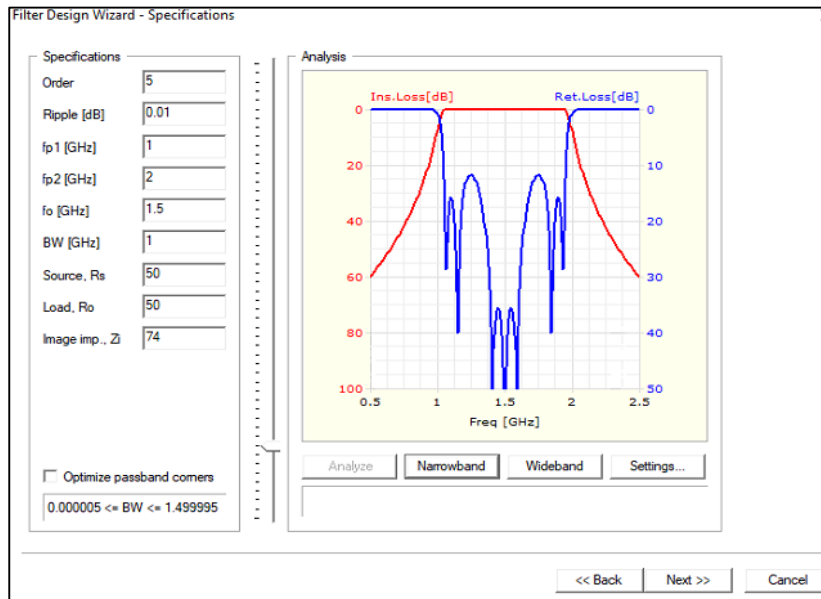 Filter Design Wizard - Specifications
Specifications
Order 5
Ripple [dB] 0.01
fp1 [GHz] 1
fp2 [GHz] 2
fo [GHz] 1.5
BW [GHz] 1
Source, Rs 50
Load, Ro 50
Image imp., Zi 74
Optimize passband corners
0.000005 <= BW <= 1.499995
Analysis
Ins.Loss[dB] Ret.Loss[dB]
0 0
20 10
40 20
60 30
80 40
100 50
0.5 1 1.5 2 2.5
Freq [GHz]
Analyze Narrowband Wideband Settings...
<< Back Next >> Cancel